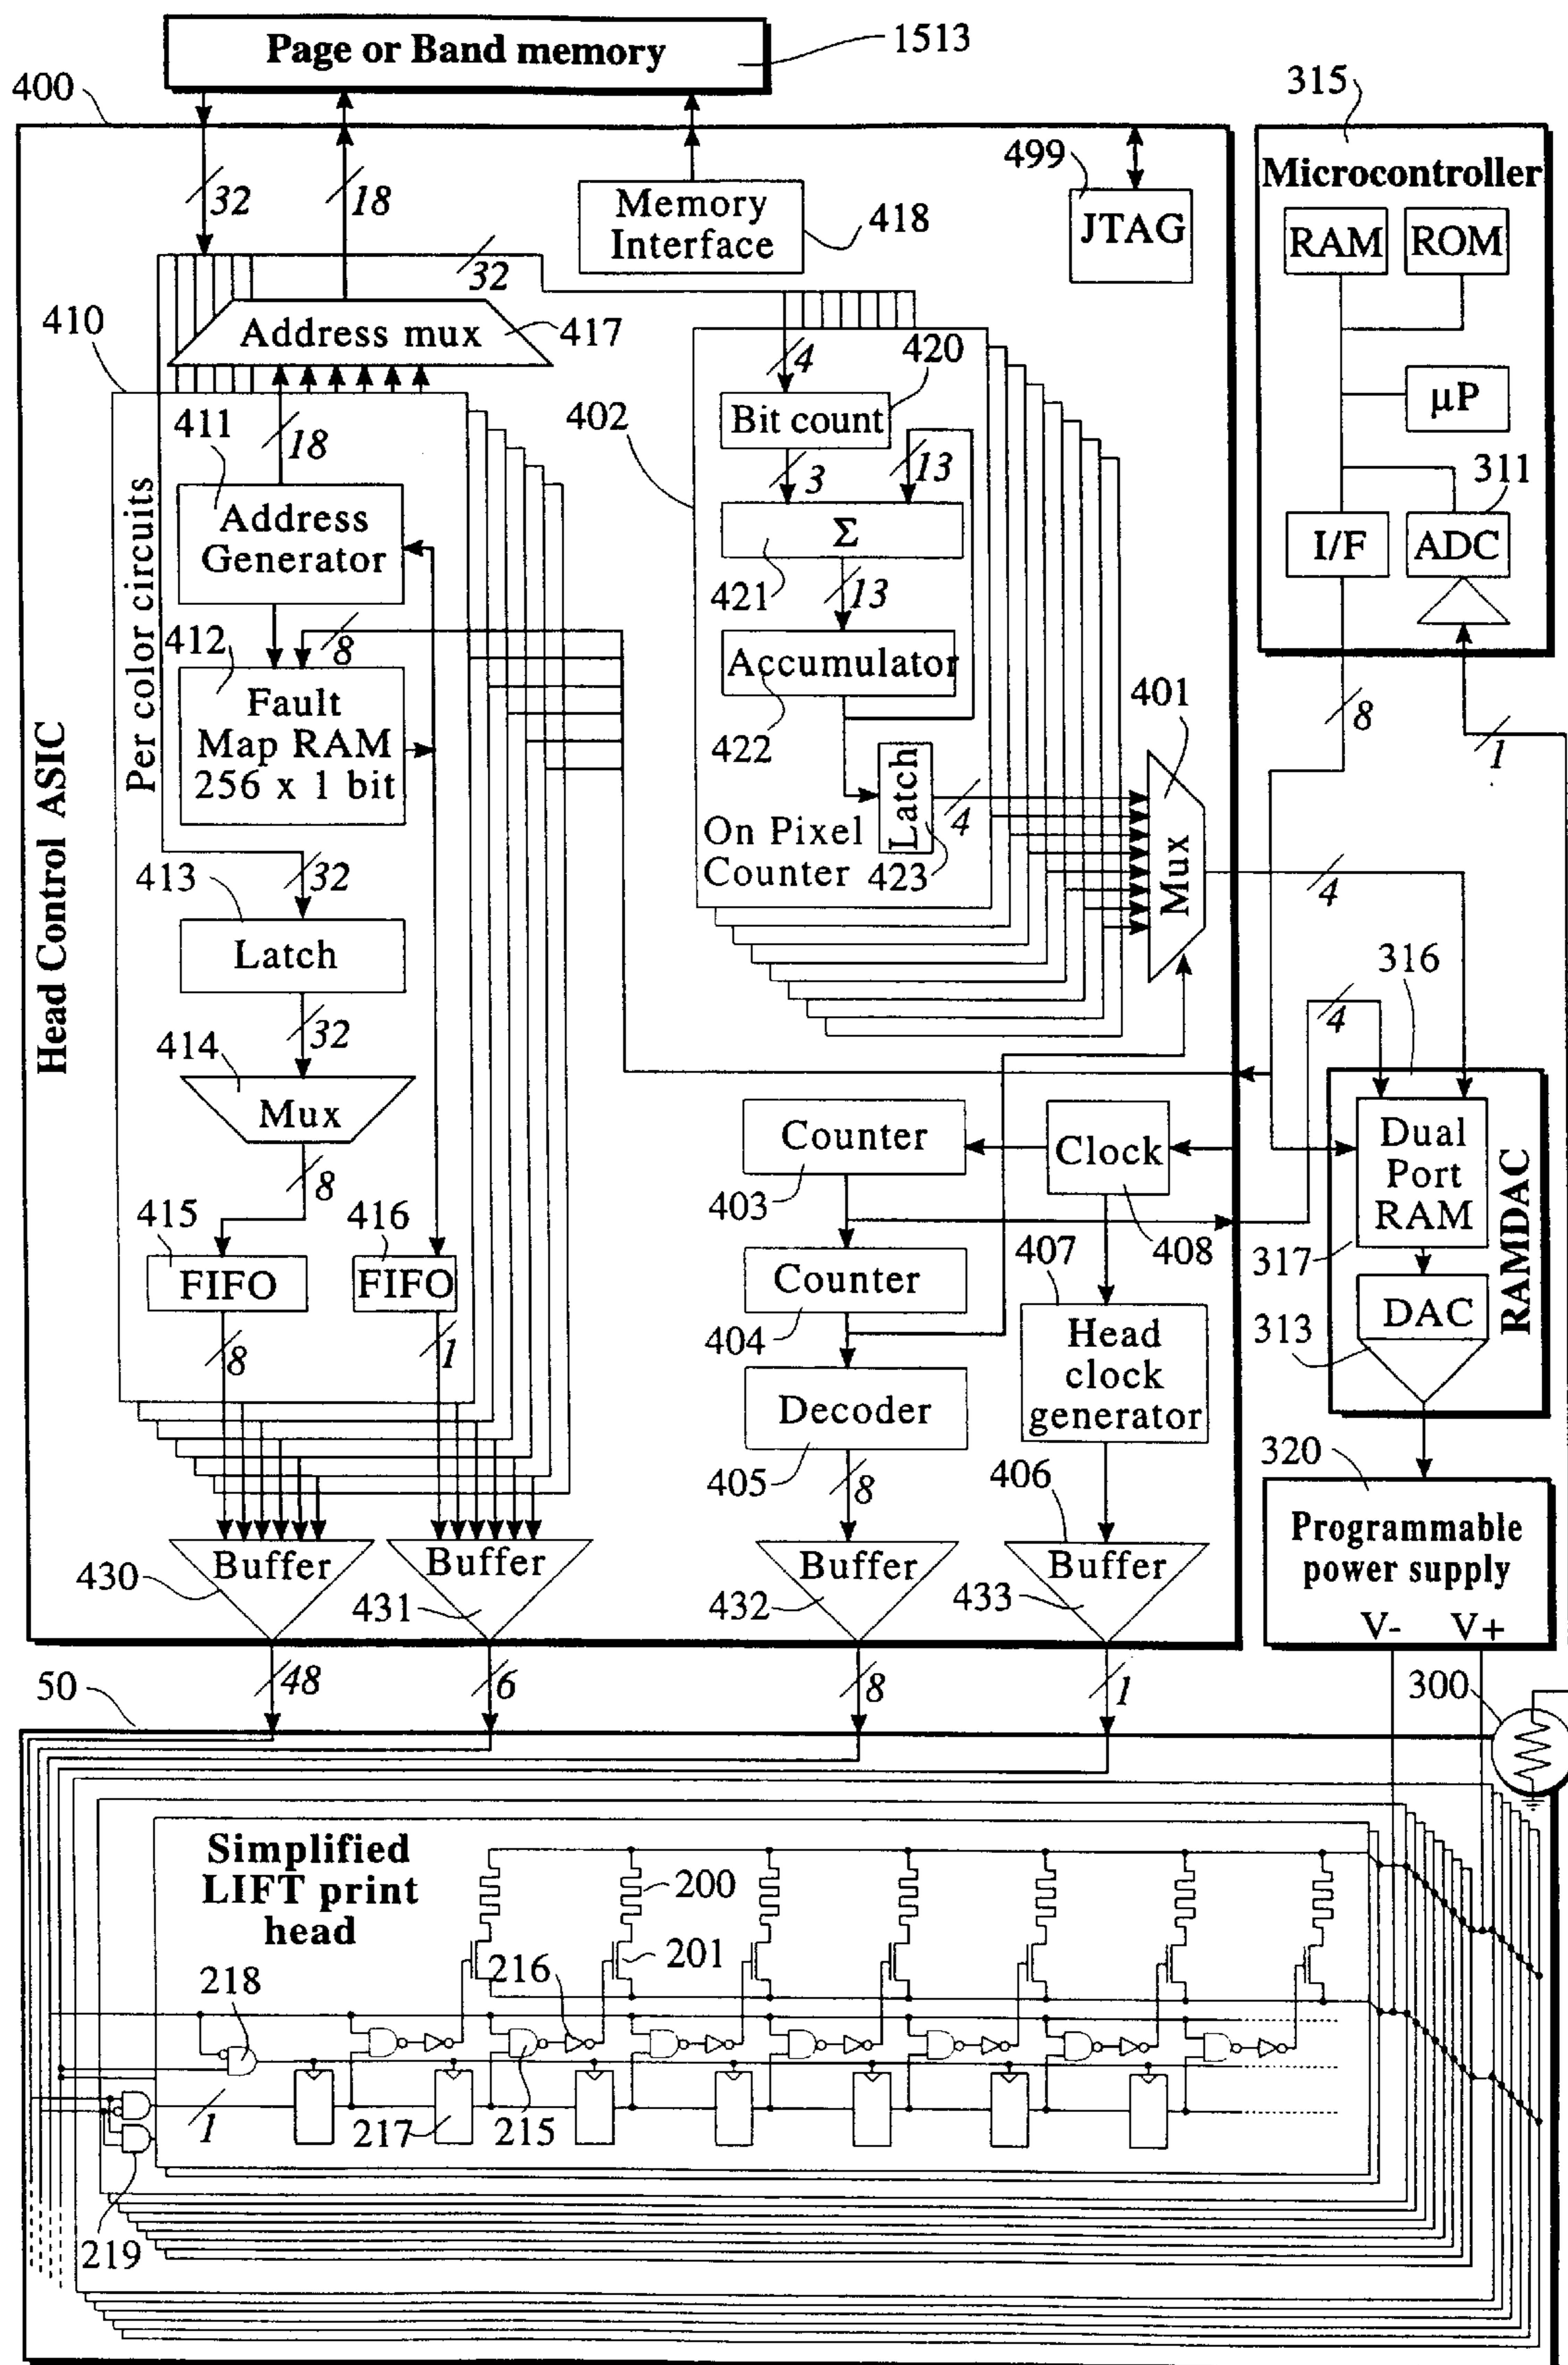 Page or Band memory
1513
400
315
499
Microcontroller
32
18
Memory
Interface
418
JTAG
RAM
ROM
32
410
Address mux
417
4
420
μP
411
18
402
Bit count
3
13
311
Address
Generator
Σ
I/F
ADC
421
13
Per color circuits
412
8
Accumulator
Fault
Map RAM
256 x 1 bit
422
401
8
1
Head Control ASIC
Latch
4
Mux
On Pixel
Counter
423
4
413
32
Latch
316
4
32
414
Mux
Counter
Clock
Dual
Port
RAM
RAMDAC
8
403
415
416
407
408
317
FIFO
FIFO
Counter
DAC
404
313
Head
clock
generator
8
1
Decoder
405
8
406
320
Programmable
power supply
V-
V+
Buffer
Buffer
Buffer
Buffer
430
431
432
433
48
6
8
1
50
300
Simplified
LIFT print
head
200
201
218
216
1
217
215
219